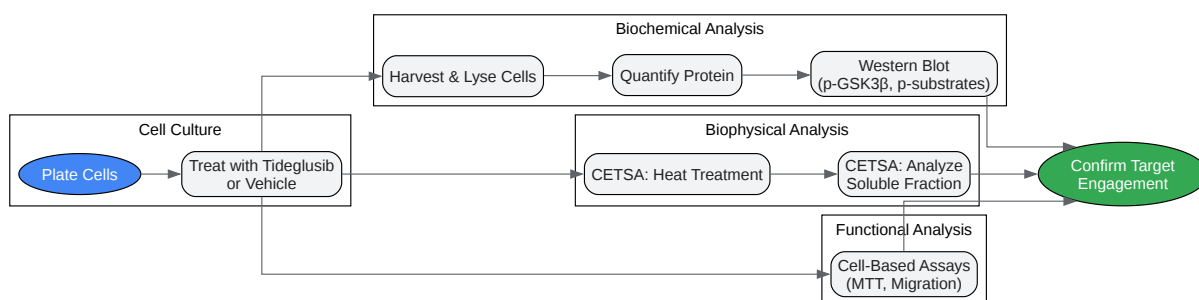 Biochemical Analysis
Harvest & Lyse Cells
Quantify Protein
Western Blot
(p-GSK3β, p-substrates)
Cell Culture
Plate Cells
Treat with Tideglusib
or Vehicle
Biophysical Analysis
CETSA: Heat Treatment
CETSA: Analyze
Soluble Fraction
Confirm Target
Engagement
Functional Analysis
Cell-Based Assays
(MTT, Migration)